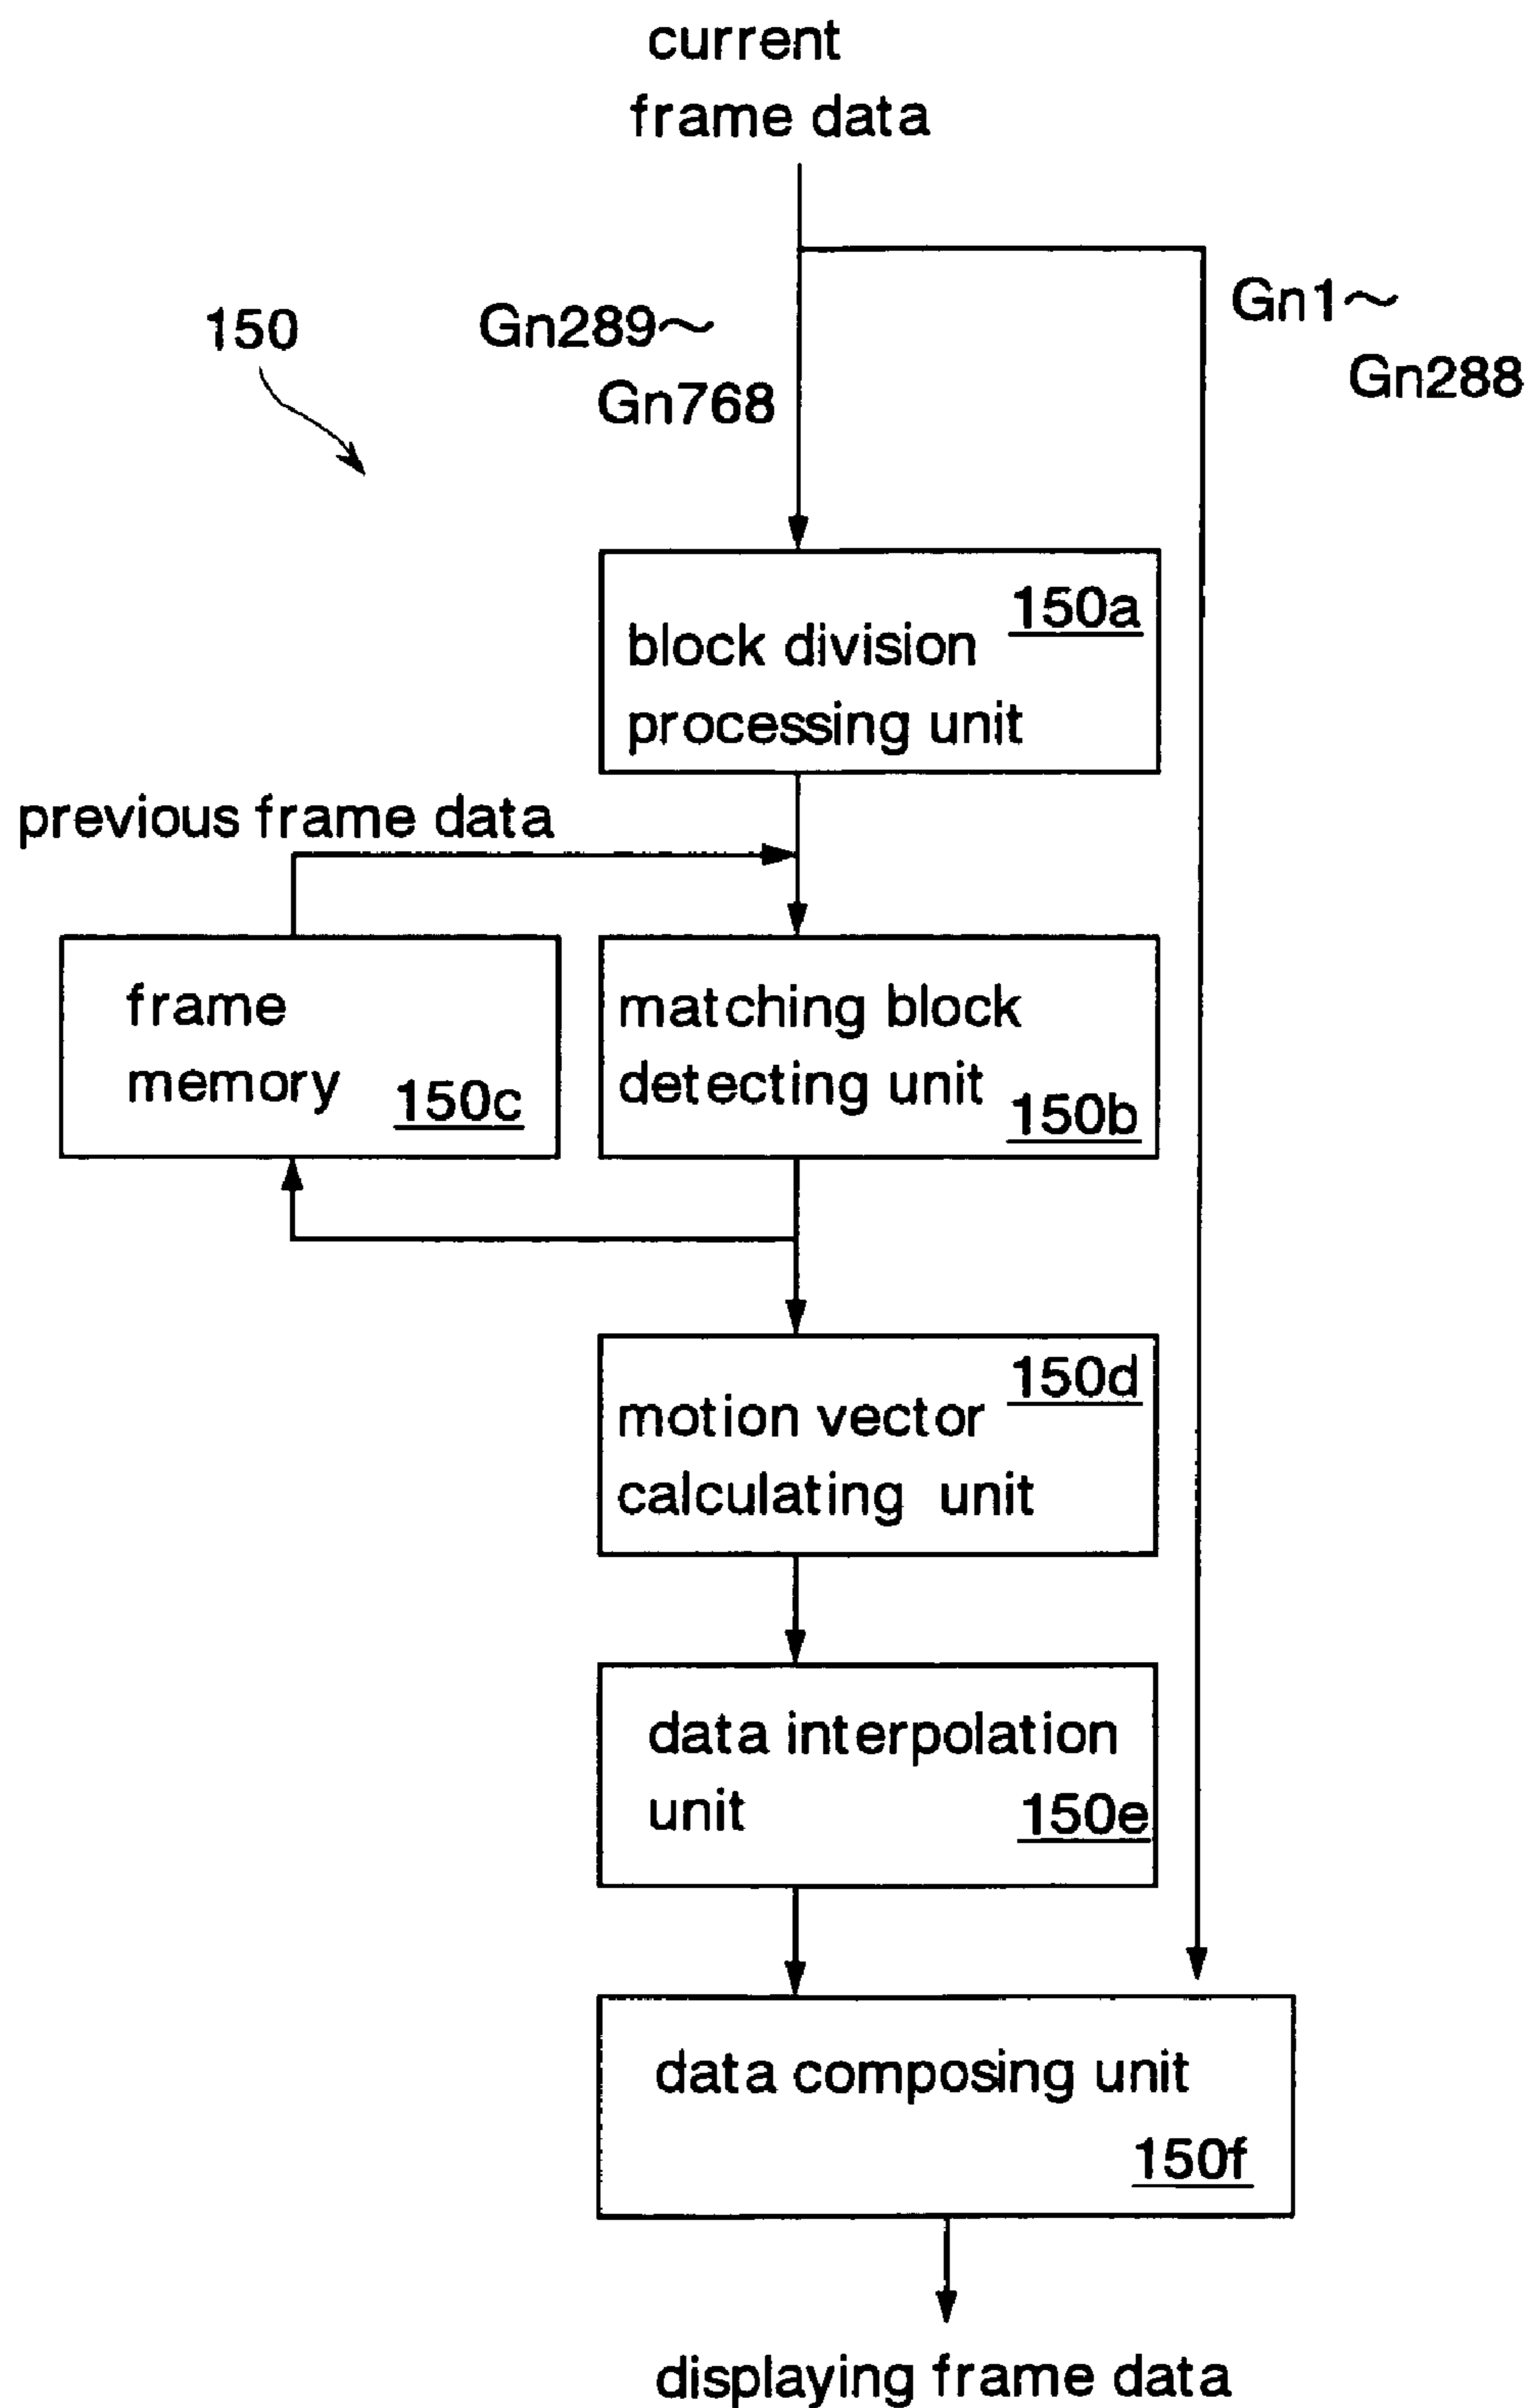 current
frame data
150
Gn289～
Gn768
Gn1～
Gn288
150a
block division
processing unit
previous frame data
frame
memory
150c
matching block
detecting unit
150b
150d
motion vector
calculating unit
data interpolation
unit
150e
data composing unit
150f
displaying frame data